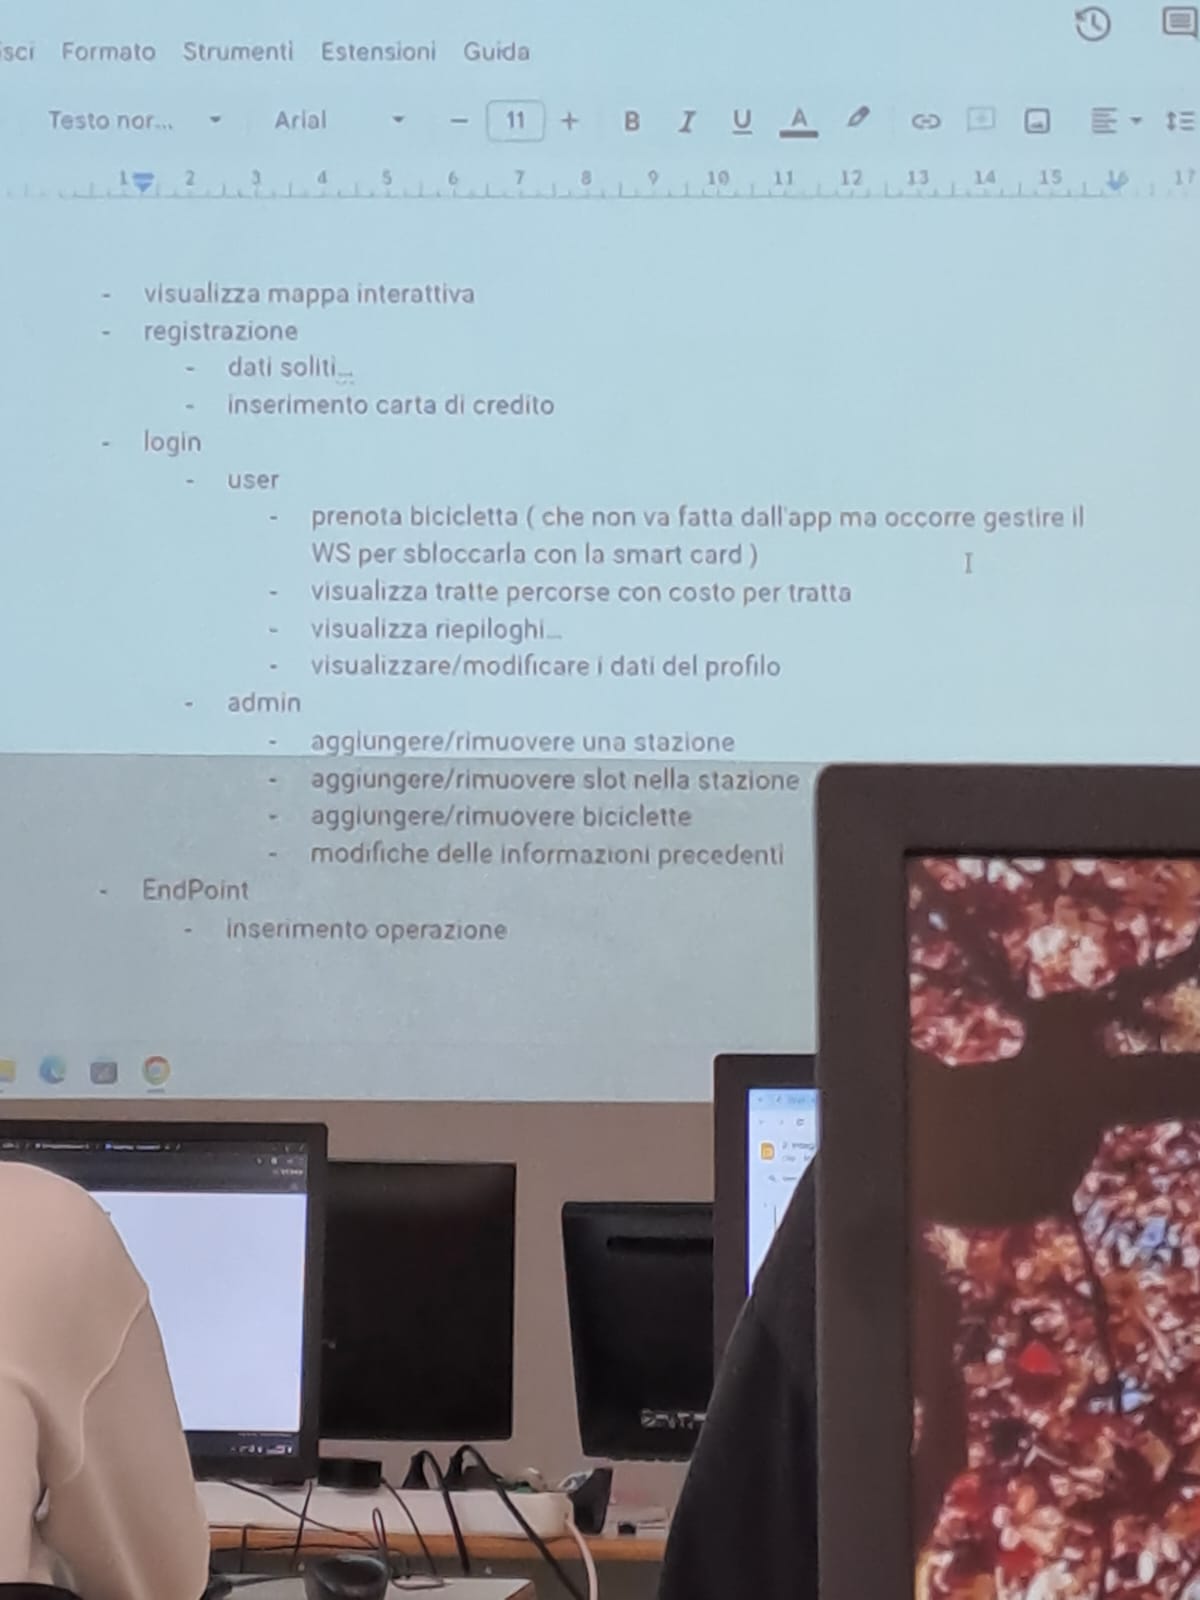 Formato Strumenti Estensioni Guida
Testo nor... Arial − 11 + B I U A
1 2 3 4 5 6 7 8 9 10 11 12 13 14 15 16 17
- visualizza mappa interattiva
- registrazione
- dati soliti...
- inserimento carta di credito
- login
- user
- prenota bicicletta ( che non va fatta dall'app ma occorre gestire il
WS per sbloccarla con la smart card )
- visualizza tratte percorse con costo per tratta
- visualizza riepiloghi...
- visualizzare/modificare i dati del profilo
- admin
- aggiungere/rimuovere una stazione
- aggiungere/rimuovere slot nella stazione
- aggiungere/rimuovere biciclette
- modifiche delle informazioni precedenti
- EndPoint
- inserimento operazione